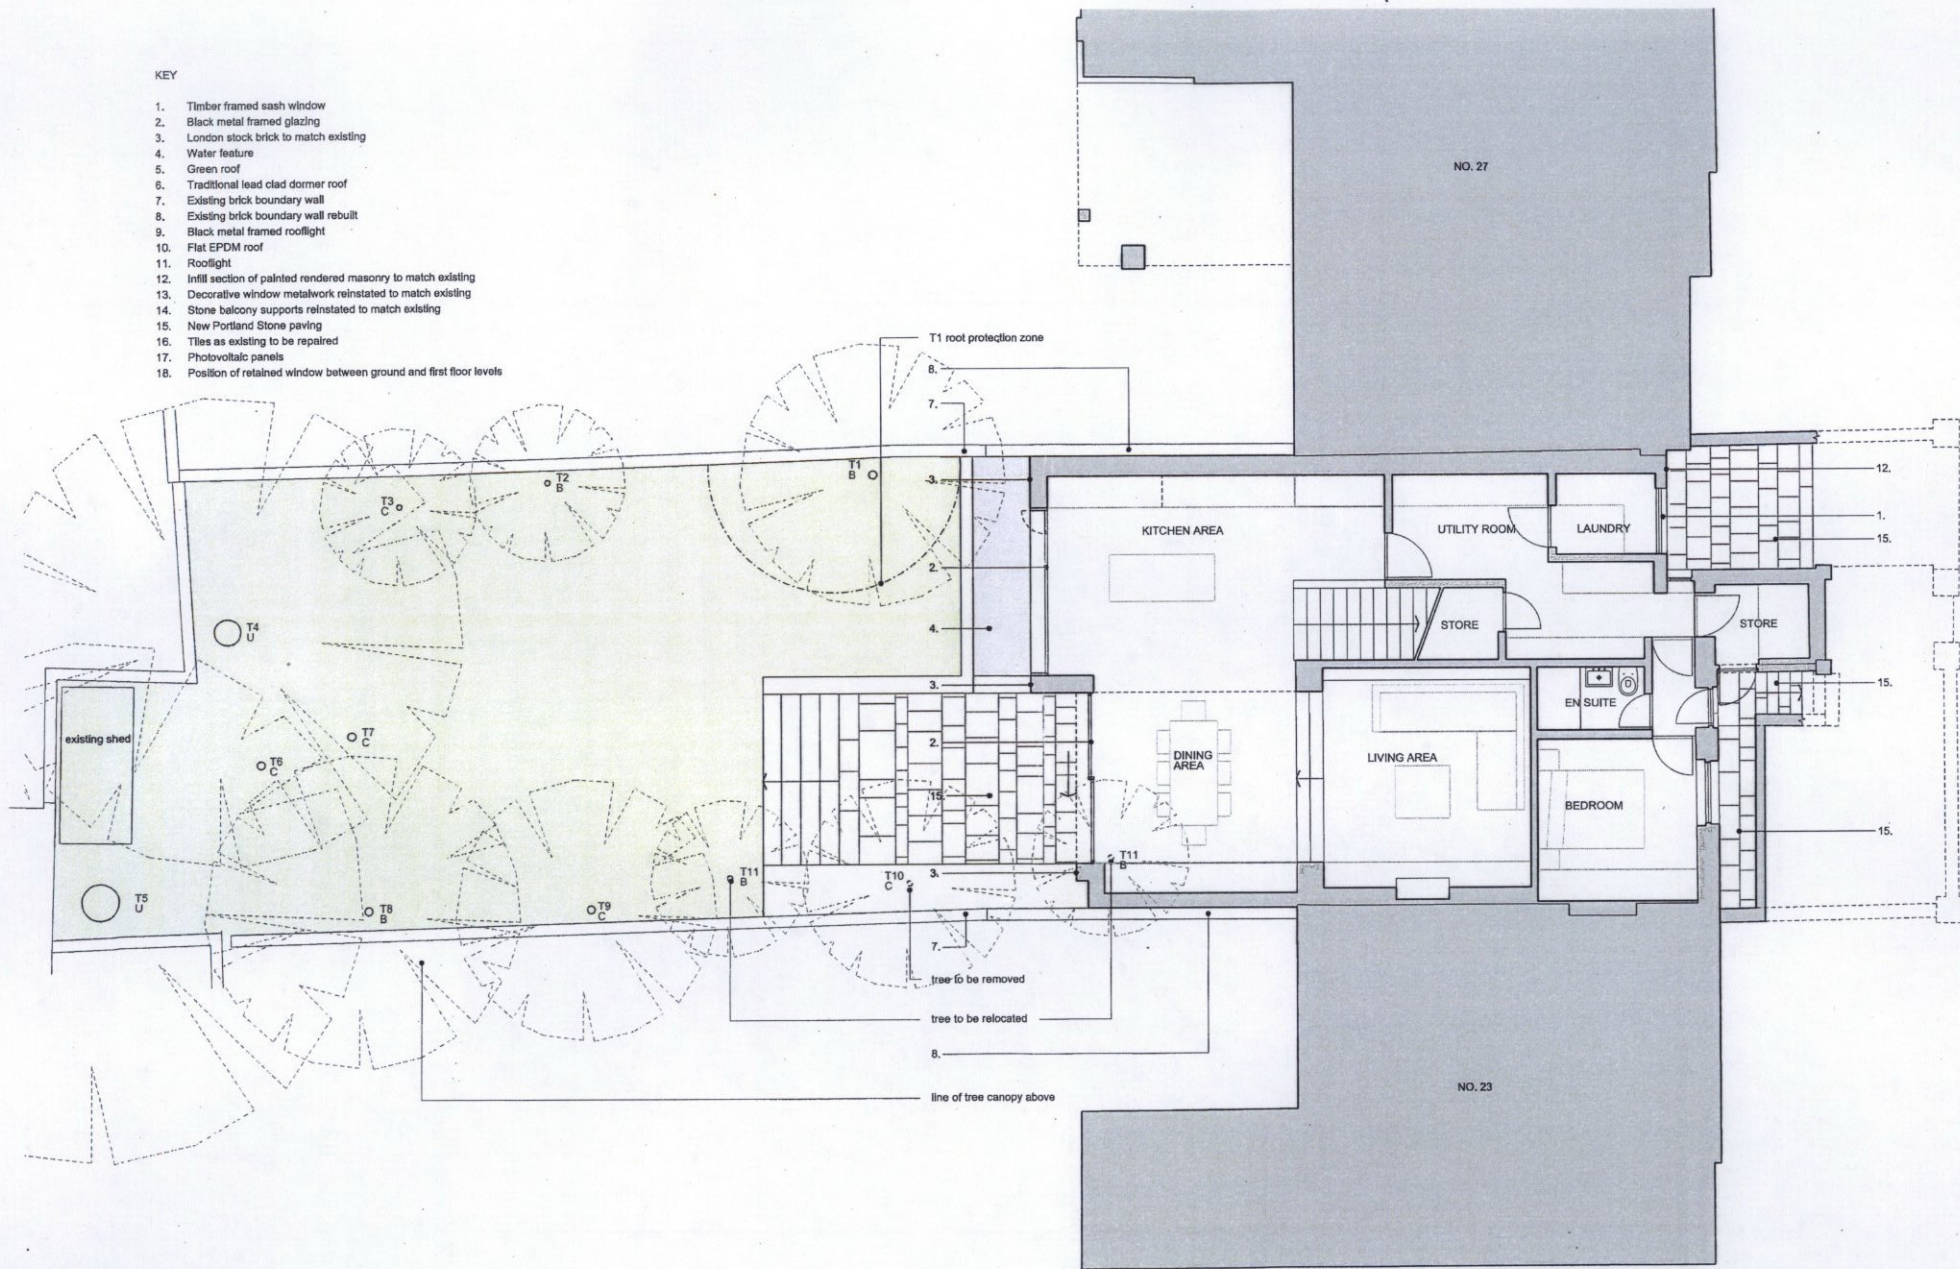 KEY
1. Timber framed sash window
2. Black metal framed glazing
3. London stock brick to match existing
4. Water feature
5. Green roof
6. Traditional lead clad dormer roof
7. Existing brick boundary wall
8. Existing brick boundary wall rebuilt
9. Black metal framed rooflight
10. Flat EPDM roof
11. Rooflight
12. Infill section of painted rendered masonry to match existing
13. Decorative window metalwork reinstated to match existing
14. Stone balcony supports reinstated to match existing
15. New Portland Stone paving
16. Tiles as existing to be repaired
17. Photovoltaic panels
18. Position of retained window between ground and first floor levels
NO. 27
T1 root protection zone
8.
7.
T1
B
T2
B
T3
C
3.
12.
KITCHEN AREA
UTILITY ROOM
LAUNDRY
1.
15.
2.
T4
U
4.
STORE
STORE
3.
15.
EN SUITE
existing shed
T7
C
2.
DINING
AREA
LIVING AREA
T6
C
15.
BEDROOM
15.
T11
B
3.
T11
B
T10
C
T5
U
T8
B
T9
C
7.
tree to be removed
tree to be relocated
8.
NO. 23
line of tree canopy above